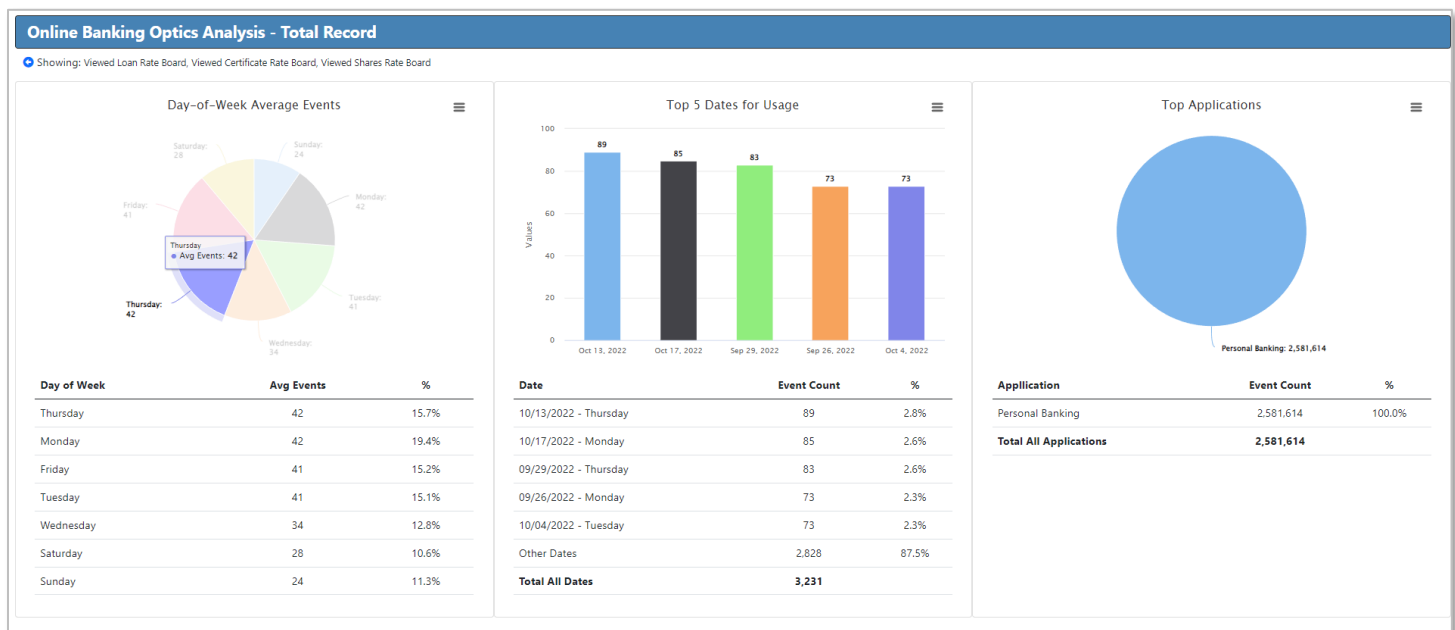 Online Banking Optics Analysis - Total Record
Showing: Viewed Loan Rate Board, Viewed Certificate Rate Board, Viewed Shares Rate Board
Day-of-Week Average Events
Saturday:
28
Sunday:
24
Monday:
42
Friday:
41
Thursday
Avg Events: 42
Thursday:
42
Tuesday:
41
Wednesday:
34
Day of Week Avg Events %
Thursday 42 15.7%
Monday 42 19.4%
Friday 41 15.2%
Tuesday 41 15.1%
Wednesday 34 12.8%
Saturday 28 10.6%
Sunday 24 11.3%
Top 5 Dates for Usage
Values
100
80
60
40
20
0
89
85
83
73
73
Oct 13, 2022 Oct 17, 2022 Sep 29, 2022 Sep 26, 2022 Oct 4, 2022
Date Event Count %
10/13/2022 - Thursday 89 2.8%
10/17/2022 - Monday 85 2.6%
09/29/2022 - Thursday 83 2.6%
09/26/2022 - Monday 73 2.3%
10/04/2022 - Tuesday 73 2.3%
Other Dates 2,828 87.5%
Total All Dates 3,231
Top Applications
Personal Banking: 2,581,614
Appllication Event Count %
Personal Banking 2,581,614 100.0%
Total All Applications 2,581,614